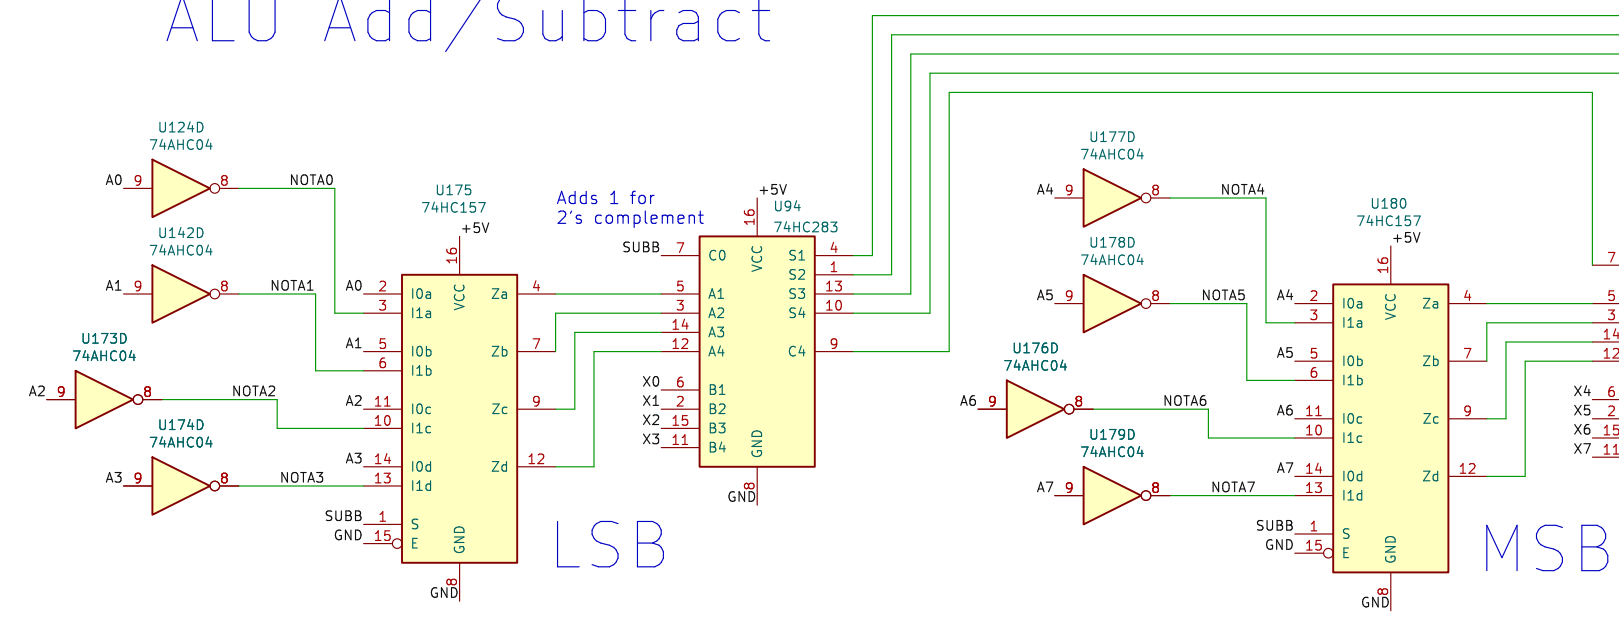 ALU Add/Subtract
U124D
74AHC04
A0 9 8 NOTA0
U142D
74AHC04
A1 9 8 NOTA1
U173D
74AHC04
A2 9 8 NOTA2
U174D
74AHC04
A3 9 8 NOTA3
U175
74HC157
+5V
16
VCC
A0 2 I0a Za 4
3 I1a
A1 5 I0b Zb 7
6 I1b
A2 11 I0c Zc 9
10 I1c
A3 14 I0d Zd 12
13 I1d
SUBB 1 S
GND 15 E
GND
8
GND
Adds 1 for
2's complement
LSB
+5V
U94
74HC283
16
VCC
SUBB 7 C0 S1 4
S2 1
5 A1 S3 13
3 A2 S4 10
14 A3
12 A4 C4 9
X0 6 B1
X1 2 B2
X2 15 B3
X3 11 B4
GND
8
GND
U177D
74AHC04
A4 9 8 NOTA4
U178D
74AHC04
A5 9 8 NOTA5
U176D
74AHC04
A6 9 8 NOTA6
U179D
74AHC04
A7 9 8 NOTA7
U180
74HC157
+5V
16
VCC
A4 2 I0a Za 4
3 I1a
A5 5 I0b Zb 7
6 I1b
A6 11 I0c Zc 9
10 I1c
A7 14 I0d Zd 12
13 I1d
SUBB 1 S
GND 15 E
GND
8
GND
MSB
7
5
3
14
12
X4 6
X5 2
X6 15
X7 11